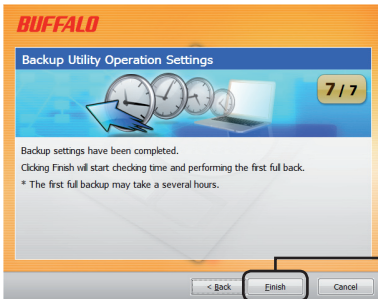 BUFFALO
Backup Utility Operation Settings
7/7
Backup settings have been completed.
Clicking Finish will start checking time and performing the first full back.
* The first full backup may take a several hours.
< Back
Finish
Cancel